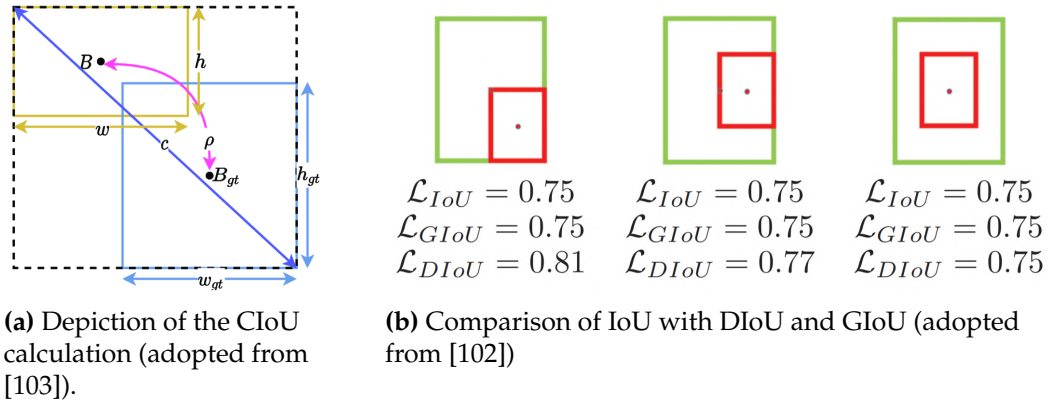 B
h
w
c
ρ
B_gt
h_gt
w_gt
(a) Depiction of the CIoU
calculation (adopted from
[103]).
ℒ_IoU = 0.75
ℒ_GIoU = 0.75
ℒ_DIoU = 0.81
ℒ_IoU = 0.75
ℒ_GIoU = 0.75
ℒ_DIoU = 0.77
ℒ_IoU = 0.75
ℒ_GIoU = 0.75
ℒ_DIoU = 0.75
(b) Comparison of IoU with DIoU and GIoU (adopted
from [102])